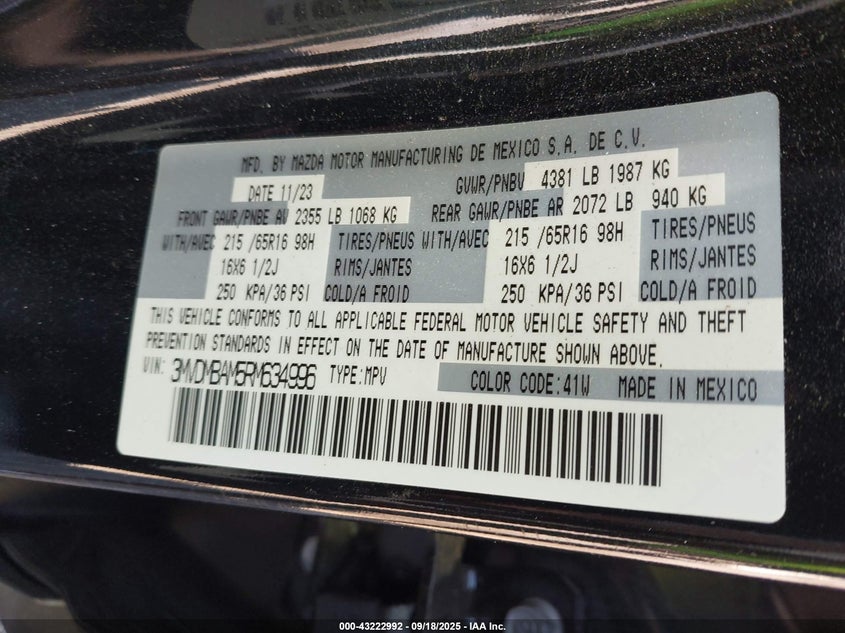 MFD. BY MAZDA MOTOR MANUFACTURING DE MEXICO S.A. DE C.V.
DATE 11/23 GVWR/PNBV 4381 LB 1987 KG
FRONT GAWR/PNBE AV 2355 LB 1068 KG REAR GAWR/PNBE AR 2072 LB 940 KG
WITH/AVEC 215 /65R16 98H TIRES/PNEUS WITH/AVEC 215 /65R16 98H TIRES/PNEUS
16X6 1/2J RIMS/JANTES 16X6 1/2J RIMS/JANTES
250 KPA/36 PSI COLD/A FROID 250 KPA/36 PSI COLD/A FROID
THIS VEHICLE CONFORMS TO ALL APPLICABLE FEDERAL MOTOR VEHICLE SAFETY AND THEFT
PREVENTION STANDARDS IN EFFECT ON THE DATE OF MANUFACTURE SHOWN ABOVE.
VIN: 3MVDMBAM5RM634996 TYPE:MPV COLOR CODE:41W MADE IN MEXICO
000-43222992 - 09/18/2025 - IAA Inc.